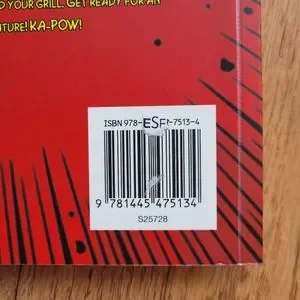 YOUR GRILL. GET READY FOR AN
KA-POW!
ISBN 978- -7513-4
9 781445 475134
S25728